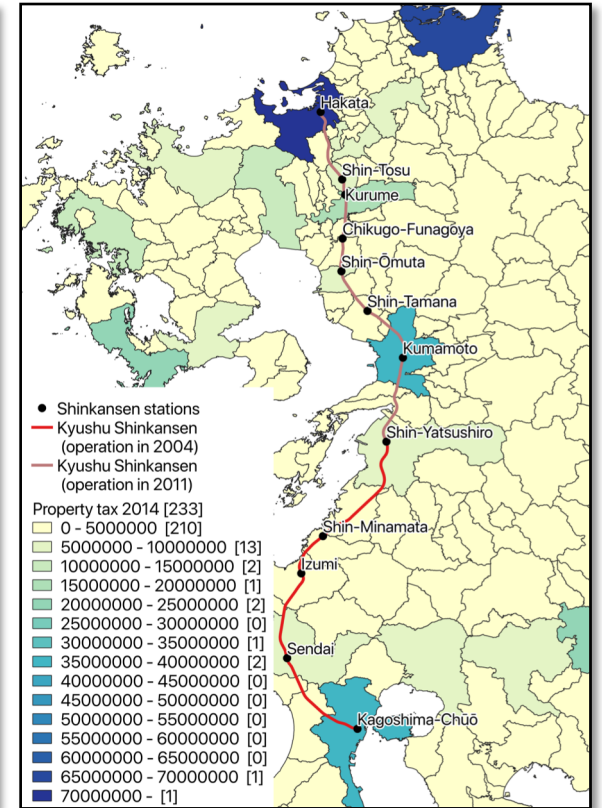 Hakata
Shin-Tosu
Kurume
Chikugo-Funagoya
Shin-Ōmuta
Shin-Tamana
Kumamoto
Shin-Yatsushiro
Shin-Minamata
Izumi
Sendai
Kagoshima-Chūō
Shinkansen stations
Kyushu Shinkansen
(operation in 2004)
Kyushu Shinkansen
(operation in 2011)
Property tax 2014 [233]
0 - 5000000 [210]
5000000 - 10000000 [13]
10000000 - 15000000 [2]
15000000 - 20000000 [1]
20000000 - 25000000 [2]
25000000 - 30000000 [0]
30000000 - 35000000 [1]
35000000 - 40000000 [2]
40000000 - 45000000 [0]
45000000 - 50000000 [0]
50000000 - 55000000 [0]
55000000 - 60000000 [0]
60000000 - 65000000 [0]
65000000 - 70000000 [1]
70000000 - [1]